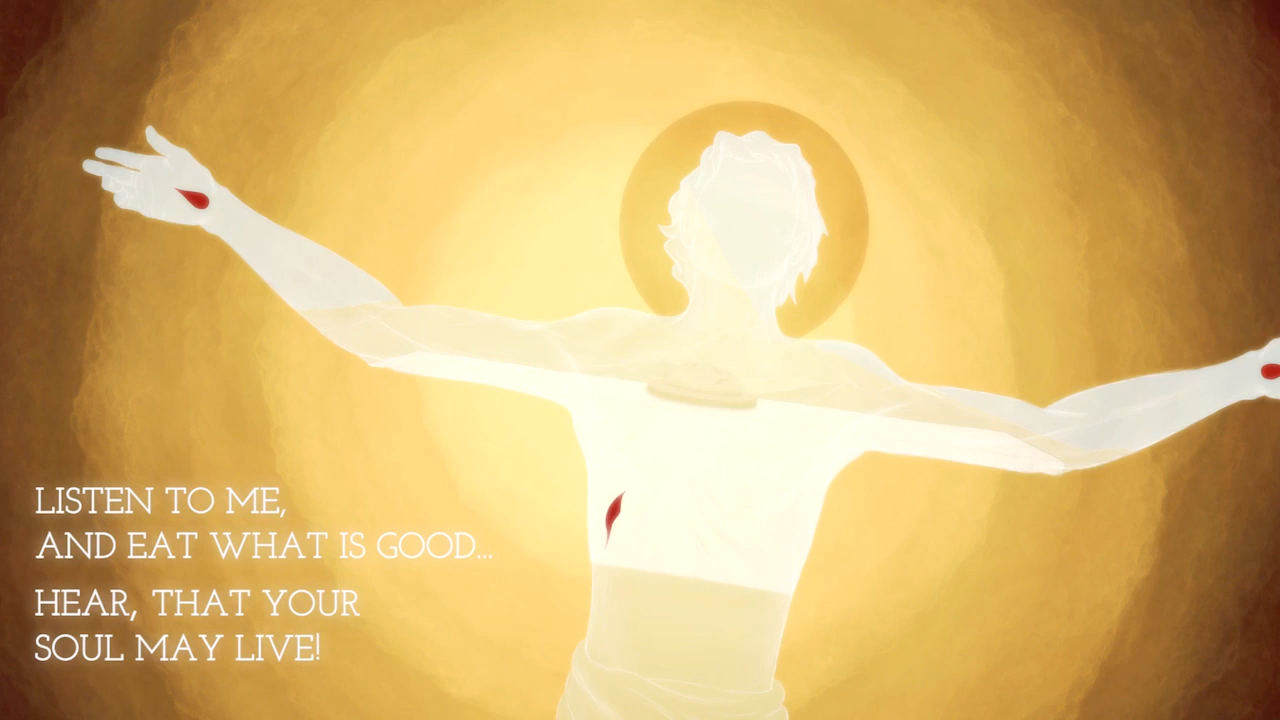 LISTEN TO ME,
AND EAT WHAT IS GOOD...
HEAR, THAT YOUR
SOUL MAY LIVE!